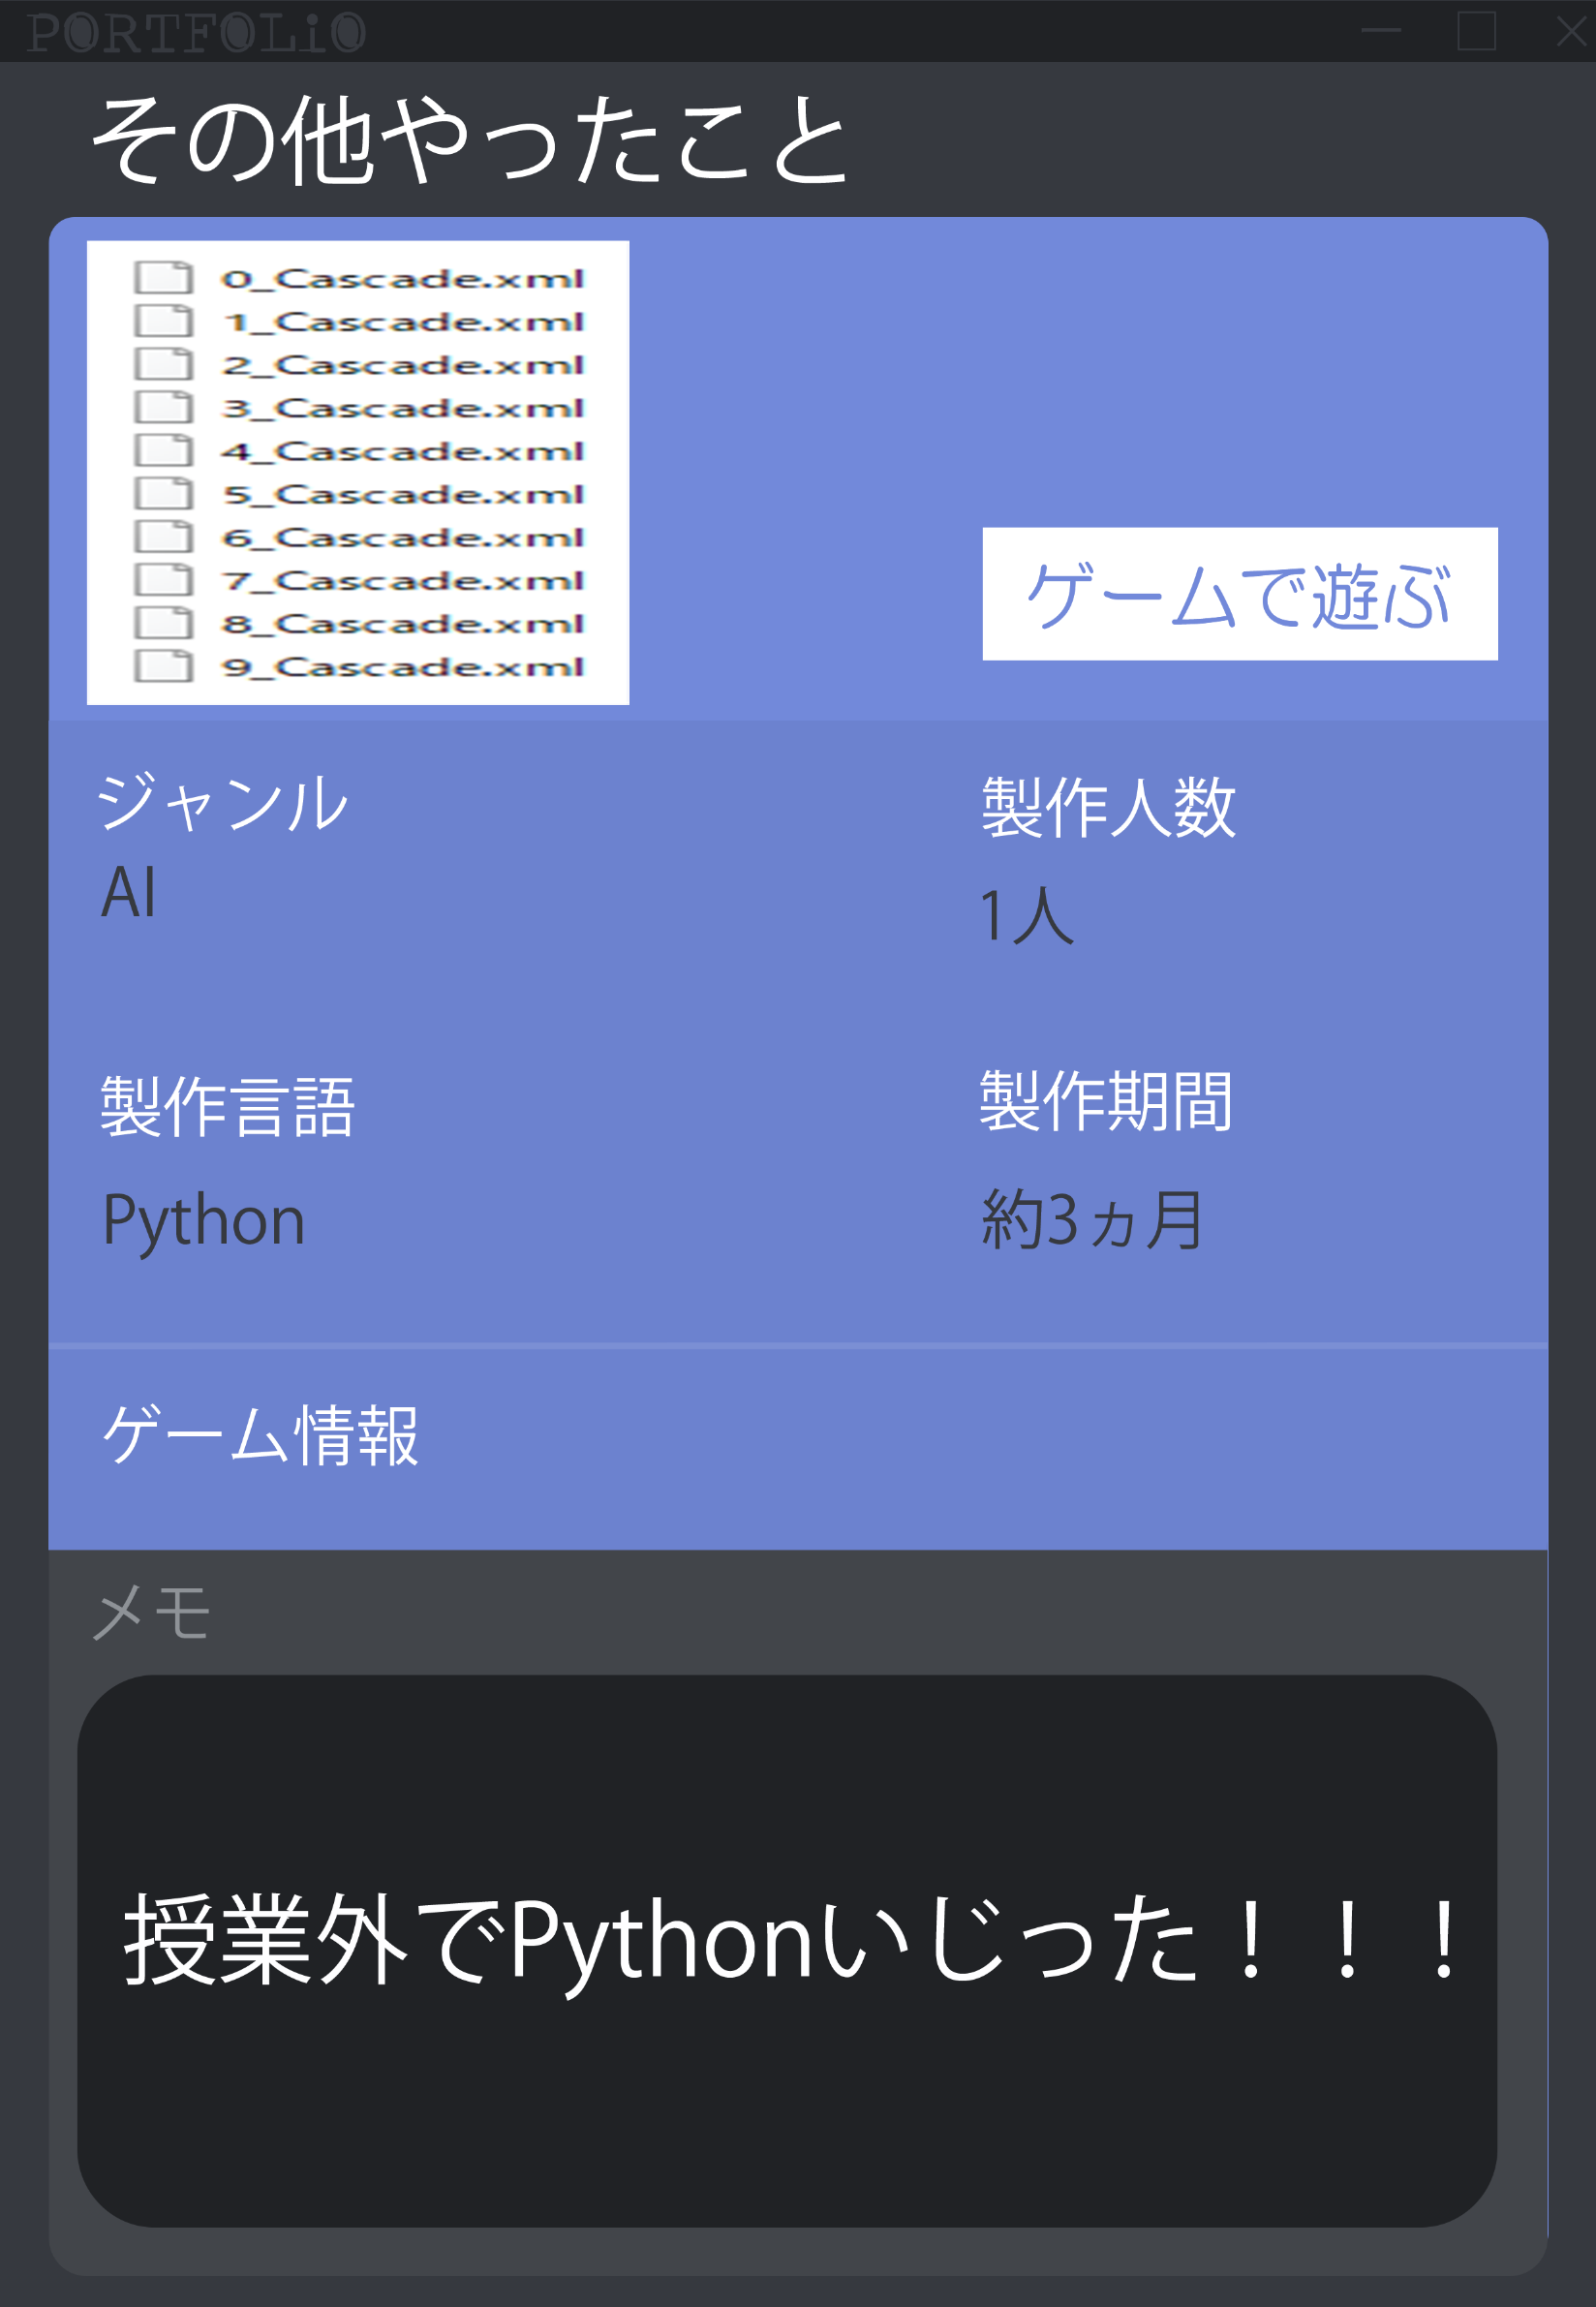 PORTFOLiO
その他やったこと
0_Cascade.xml
1_Cascade.xml
2_Cascade.xml
3_Cascade.xml
4_Cascade.xml
5_Cascade.xml
6_Cascade.xml
7_Cascade.xml
8_Cascade.xml
9_Cascade.xml
ゲームで遊ぶ
ジャンル
AI
製作人数
1人
製作言語
Python
製作期間
約3ヵ月
ゲーム情報
メモ
授業外でPythonいじった！！！